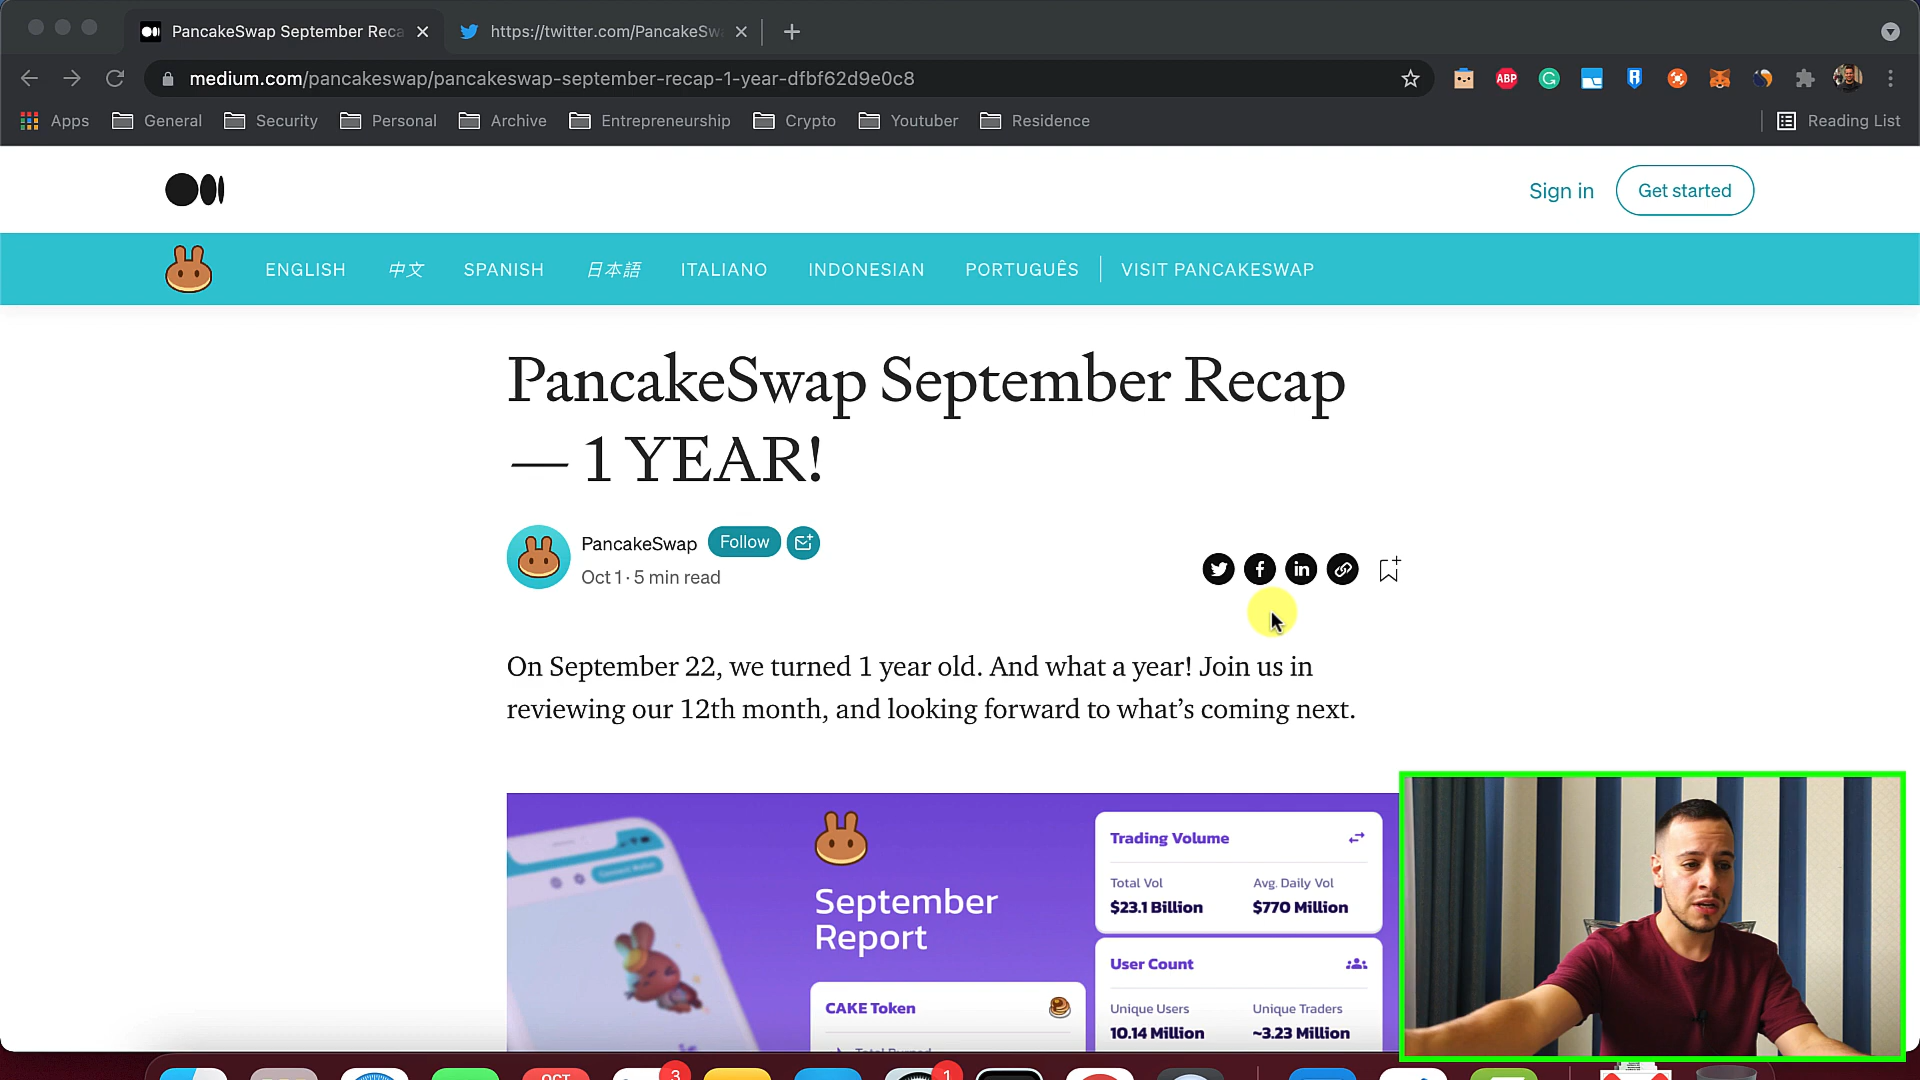 PancakeSwap September Reca
https://twitter.com/PancakeSw
medium.com/pancakeswap/pancakeswap-september-recap-1-year-dfbf62d9e0c8
ABP
Apps General Security Personal Archive Entrepreneurship Crypto Youtuber Residence Reading List
Sign in Get started
ENGLISH 中文 SPANISH 日本語 ITALIANO INDONESIAN PORTUGUÊS VISIT PANCAKESWAP
PancakeSwap September Recap
— 1 YEAR!
PancakeSwap Follow
Oct 1 · 5 min read
On September 22, we turned 1 year old. And what a year! Join us in
reviewing our 12th month, and looking forward to what’s coming next.
September
Report
CAKE Token
Trading Volume
Total Vol Avg. Daily Vol
$23.1 Billion $770 Million
User Count
Unique Users Unique Traders
10.14 Million ~3.23 Million
OCT
3
1